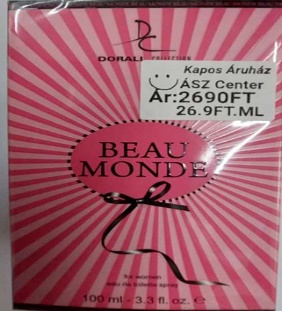 DC
DORALL COLLECTION
Kapos Áruház
ÁSZ Center
Ár:2690FT
26.9FT.ML
BEAU
MONDE
for women
eau de toilette spray
100 ml - 3.3 fl. oz. e